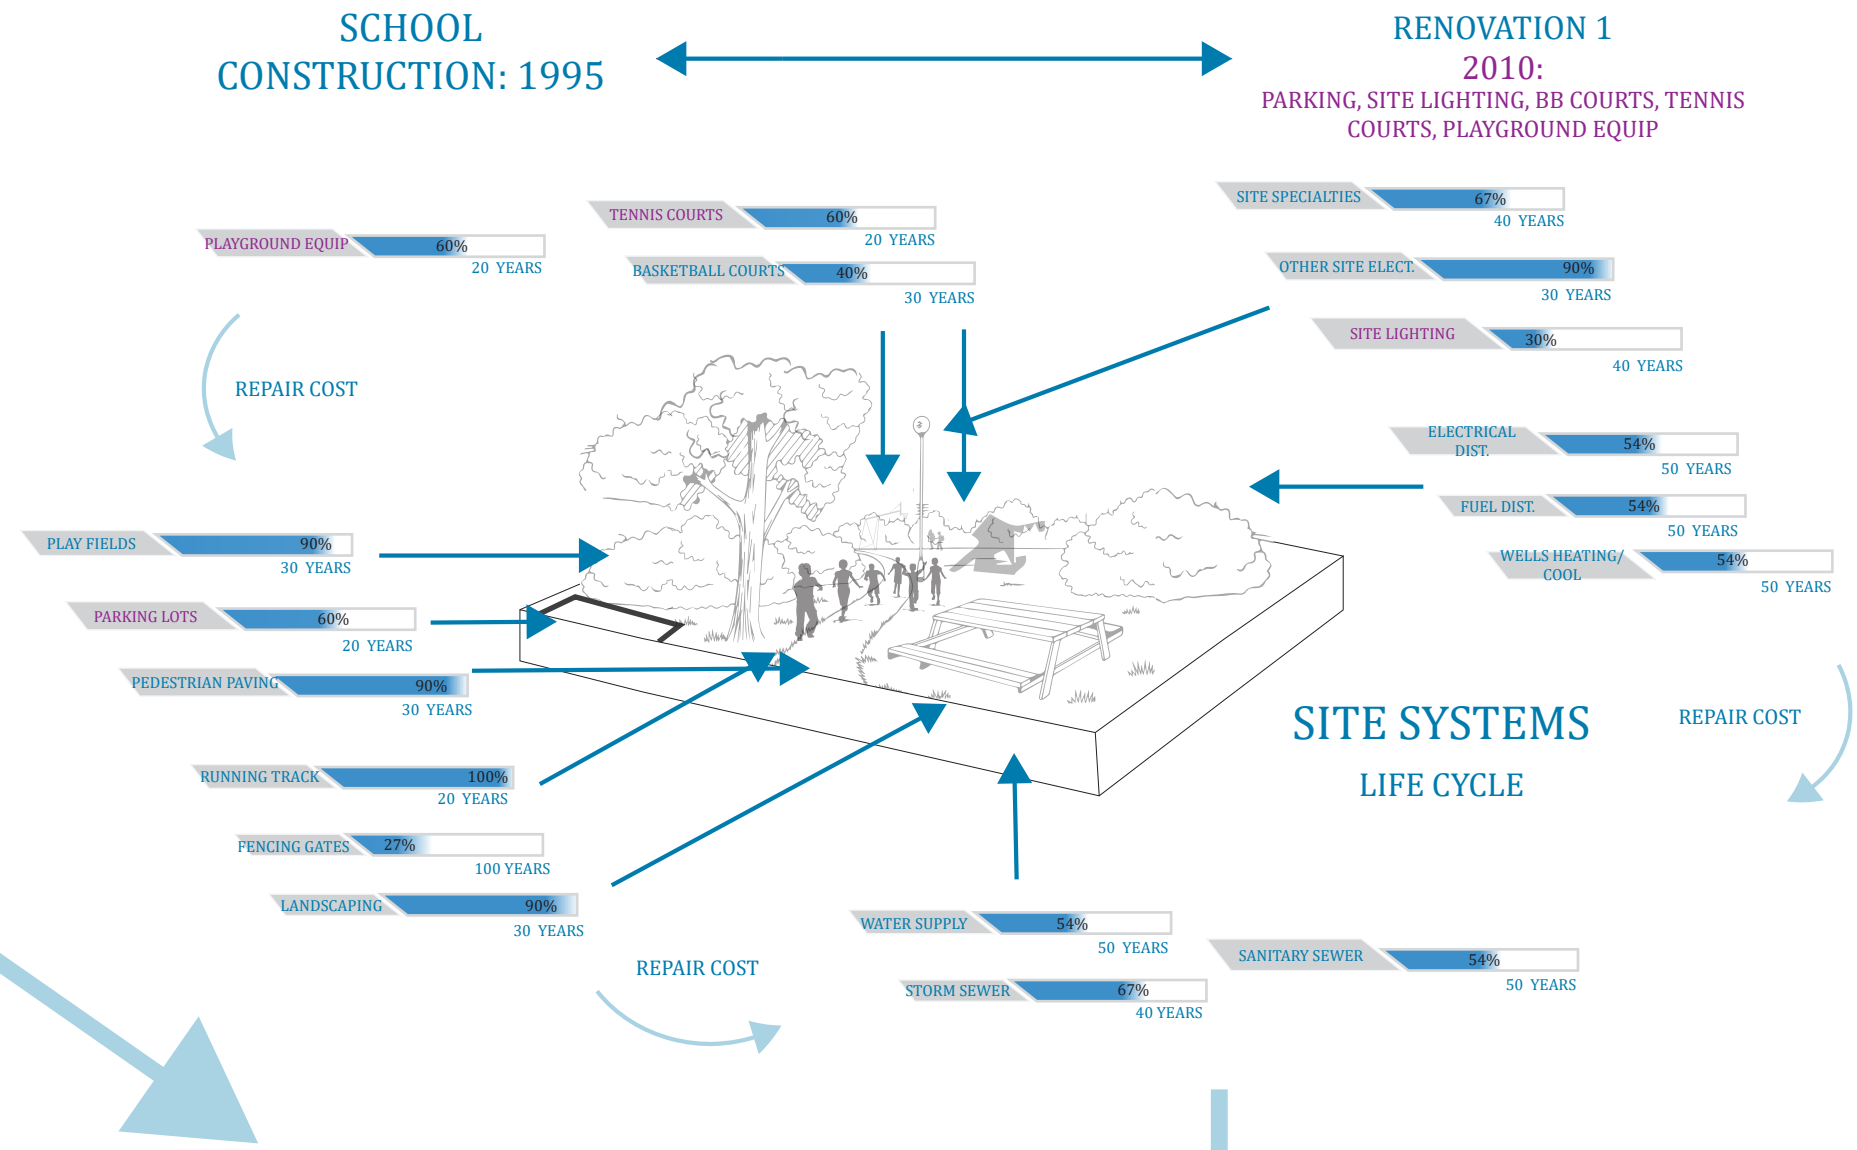 SCHOOL
CONSTRUCTION: 1995
RENOVATION 1
2010:
PARKING, SITE LIGHTING, BB COURTS, TENNIS
COURTS, PLAYGROUND EQUIP
PLAYGROUND EQUIP
60%
20 YEARS
TENNIS COURTS
60%
20 YEARS
BASKETBALL COURTS
40%
30 YEARS
SITE SPECIALTIES
67%
40 YEARS
OTHER SITE ELECT.
90%
30 YEARS
SITE LIGHTING
30%
40 YEARS
REPAIR COST
ELECTRICAL
DIST.
54%
50 YEARS
FUEL DIST.
54%
50 YEARS
WELLS HEATING/
COOL
54%
50 YEARS
PLAY FIELDS
90%
30 YEARS
PARKING LOTS
60%
20 YEARS
PEDESTRIAN PAVING
90%
30 YEARS
RUNNING TRACK
100%
20 YEARS
FENCING GATES
27%
100 YEARS
LANDSCAPING
90%
30 YEARS
SITE SYSTEMS
LIFE CYCLE
REPAIR COST
REPAIR COST
WATER SUPPLY
54%
50 YEARS
STORM SEWER
67%
40 YEARS
SANITARY SEWER
54%
50 YEARS